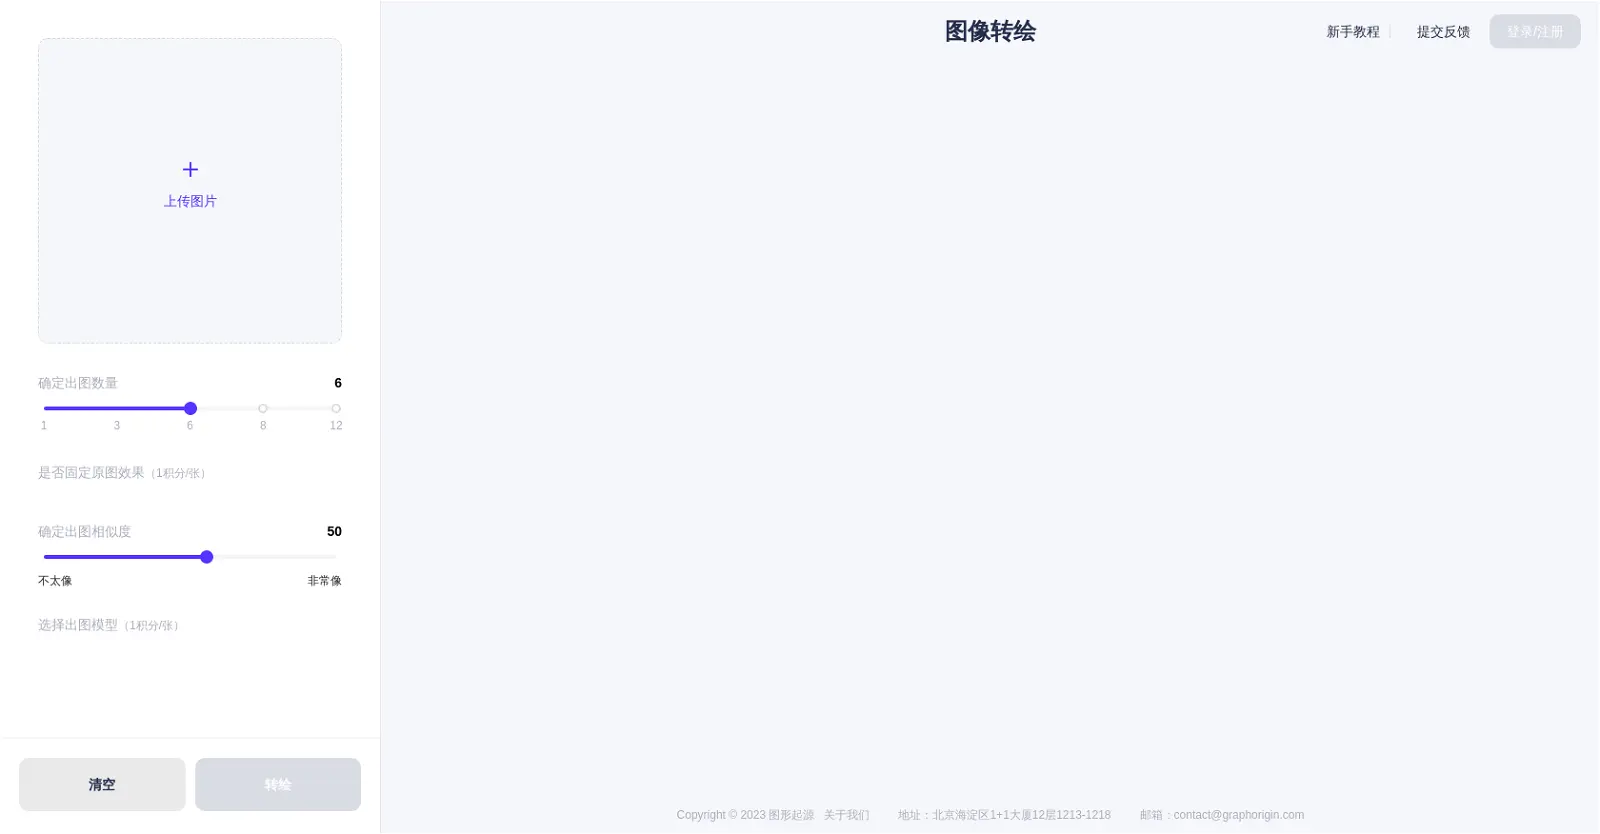 图像转绘
新手教程
提交反馈
登录/注册
上传图片
确定出图数量 6
1 3 6 8 12
是否固定原图效果（1积分/张）
确定出图相似度 50
不太像 非常像
选择出图模型（1积分/张）
清空
转绘
Copyright © 2023 图形起源 关于我们 地址：北京海淀区1+1大厦12层1213-1218 邮箱：contact@graphorigin.com